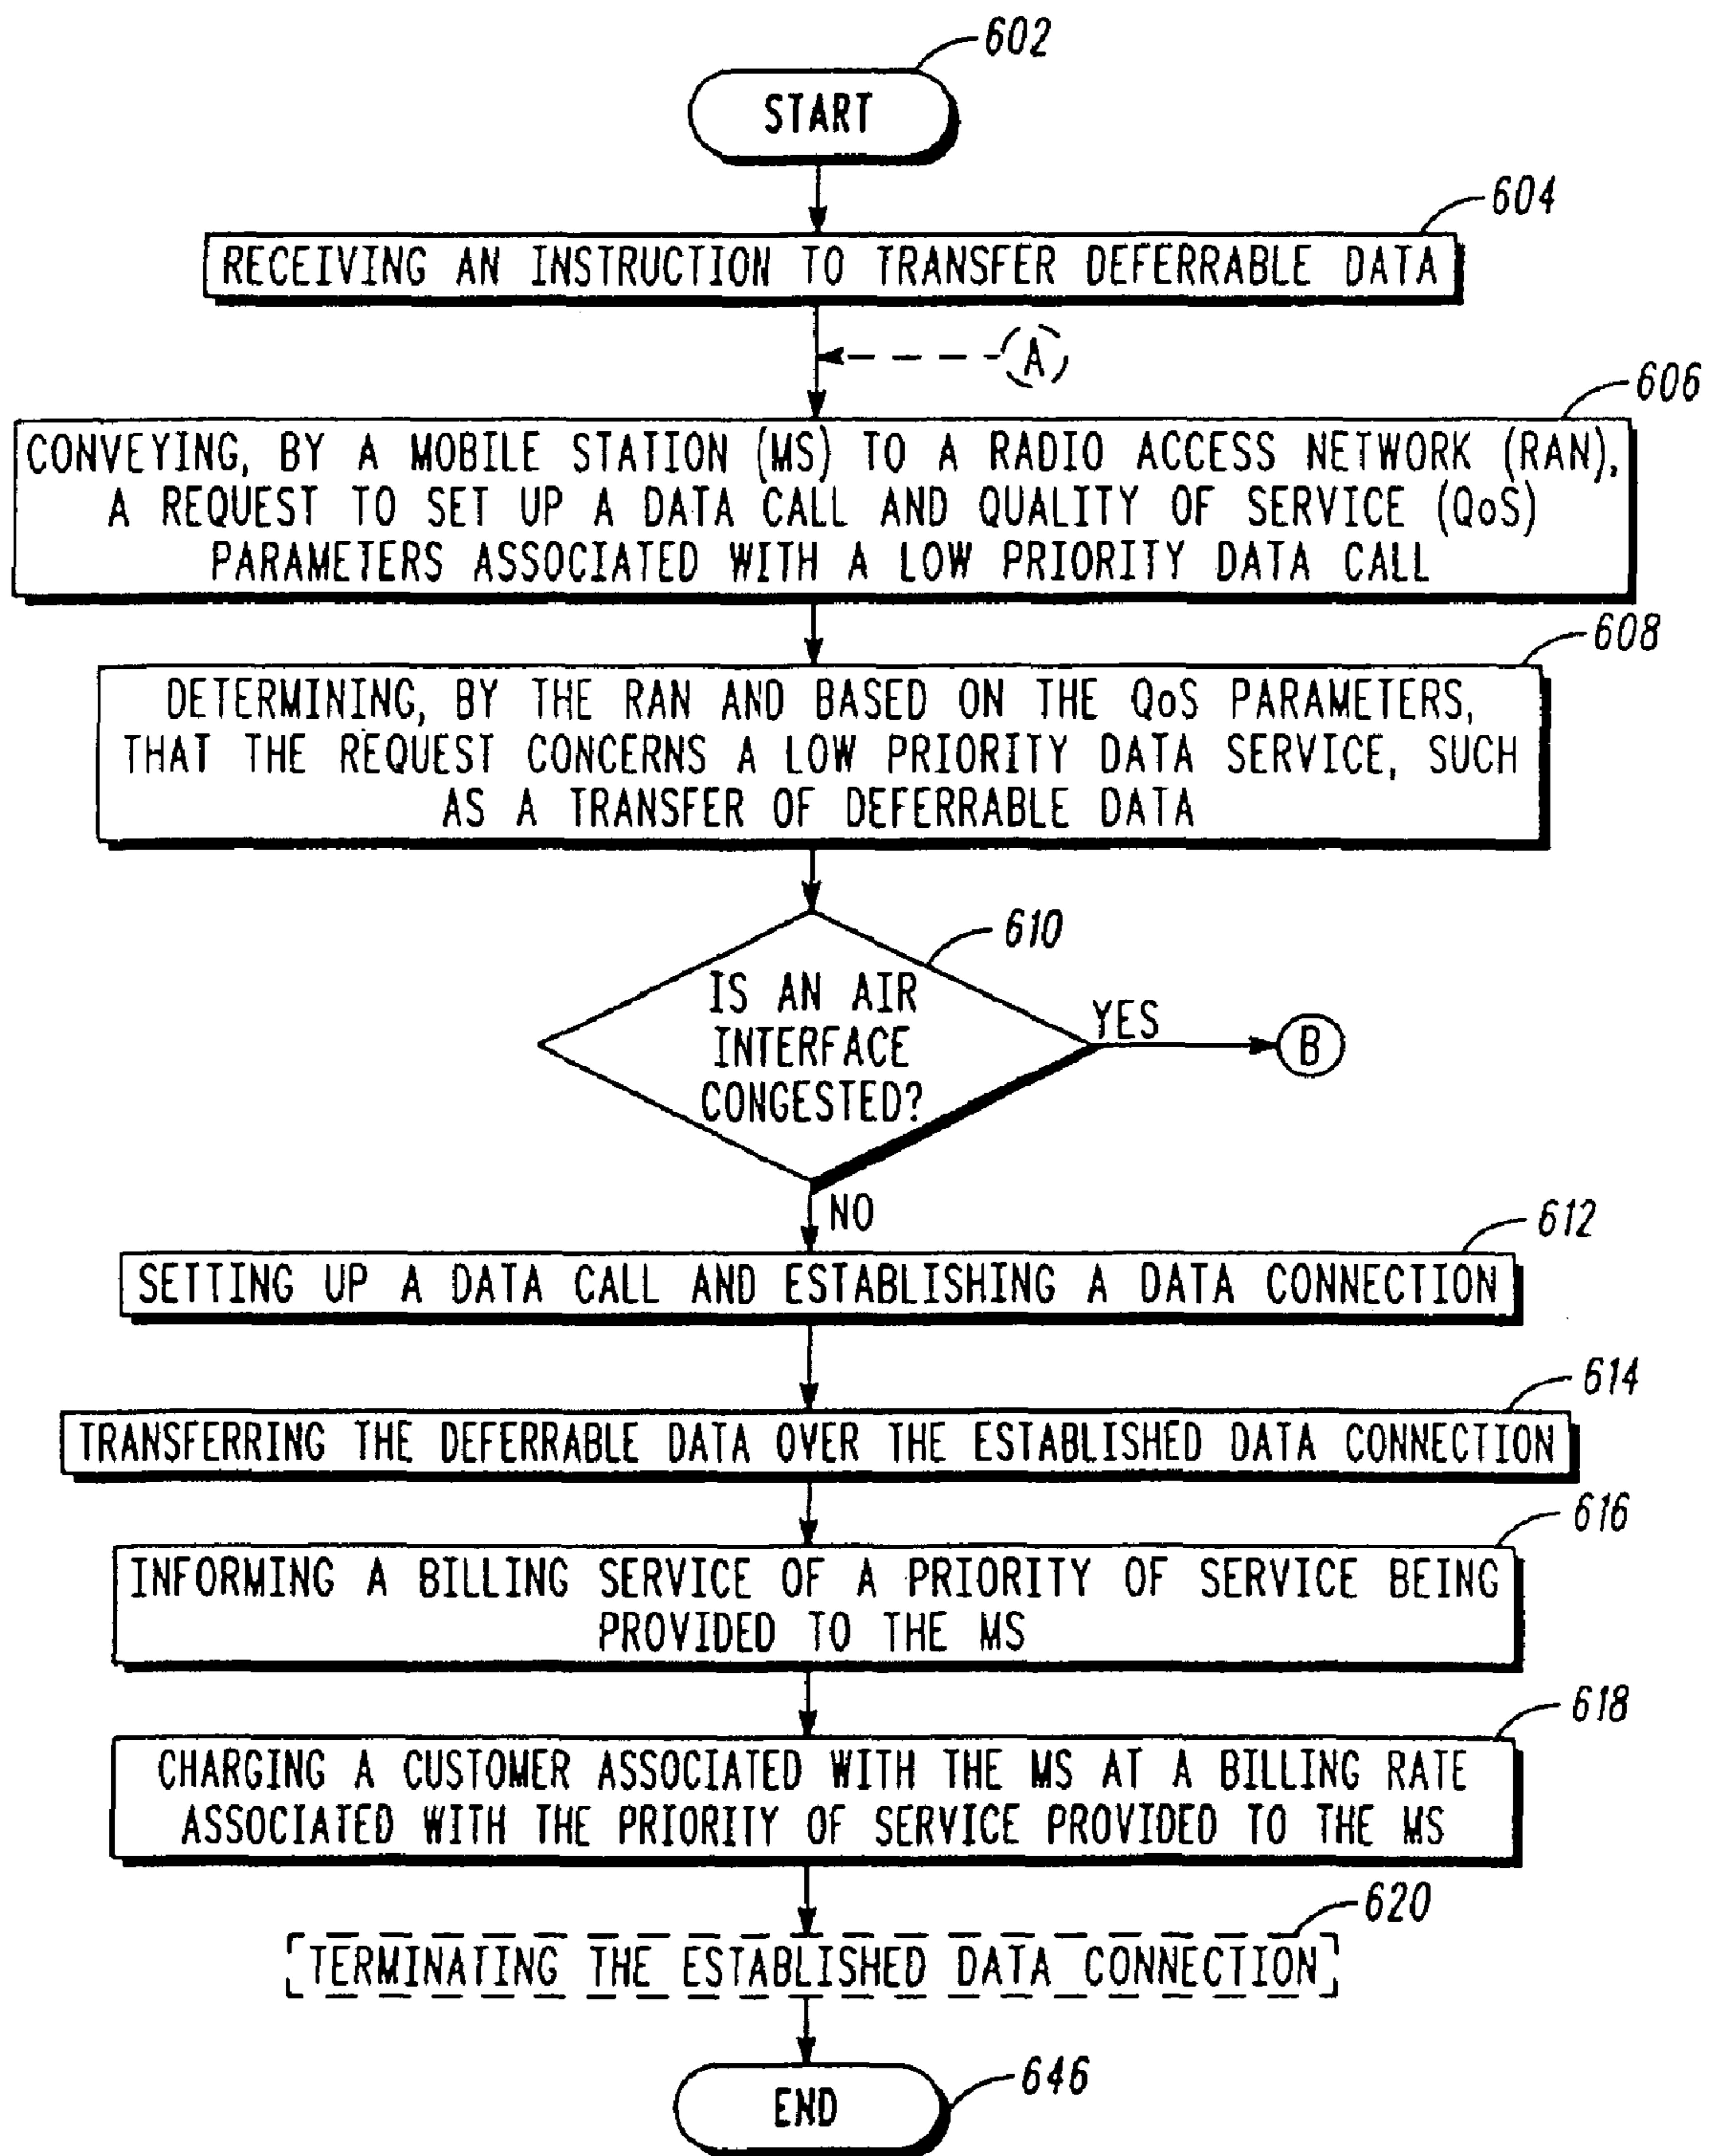 602
START
604
RECEIVING AN INSTRUCTION TO TRANSFER DEFERRABLE DATA
A
606
CONVEYING, BY A MOBILE STATION (MS) TO A RADIO ACCESS NETWORK (RAN),
A REQUEST TO SET UP A DATA CALL AND QUALITY OF SERVICE (QoS)
PARAMETERS ASSOCIATED WITH A LOW PRIORITY DATA CALL
608
DETERMINING, BY THE RAN AND BASED ON THE QoS PARAMETERS,
THAT THE REQUEST CONCERNS A LOW PRIORITY DATA SERVICE, SUCH
AS A TRANSFER OF DEFERRABLE DATA
610
IS AN AIR
INTERFACE
CONGESTED?
YES
B
NO
612
SETTING UP A DATA CALL AND ESTABLISHING A DATA CONNECTION
614
TRANSFERRING THE DEFERRABLE DATA OVER THE ESTABLISHED DATA CONNECTION
616
INFORMING A BILLING SERVICE OF A PRIORITY OF SERVICE BEING
PROVIDED TO THE MS
618
CHARGING A CUSTOMER ASSOCIATED WITH THE MS AT A BILLING RATE
ASSOCIATED WITH THE PRIORITY OF SERVICE PROVIDED TO THE MS
620
TERMINATING THE ESTABLISHED DATA CONNECTION
646
END